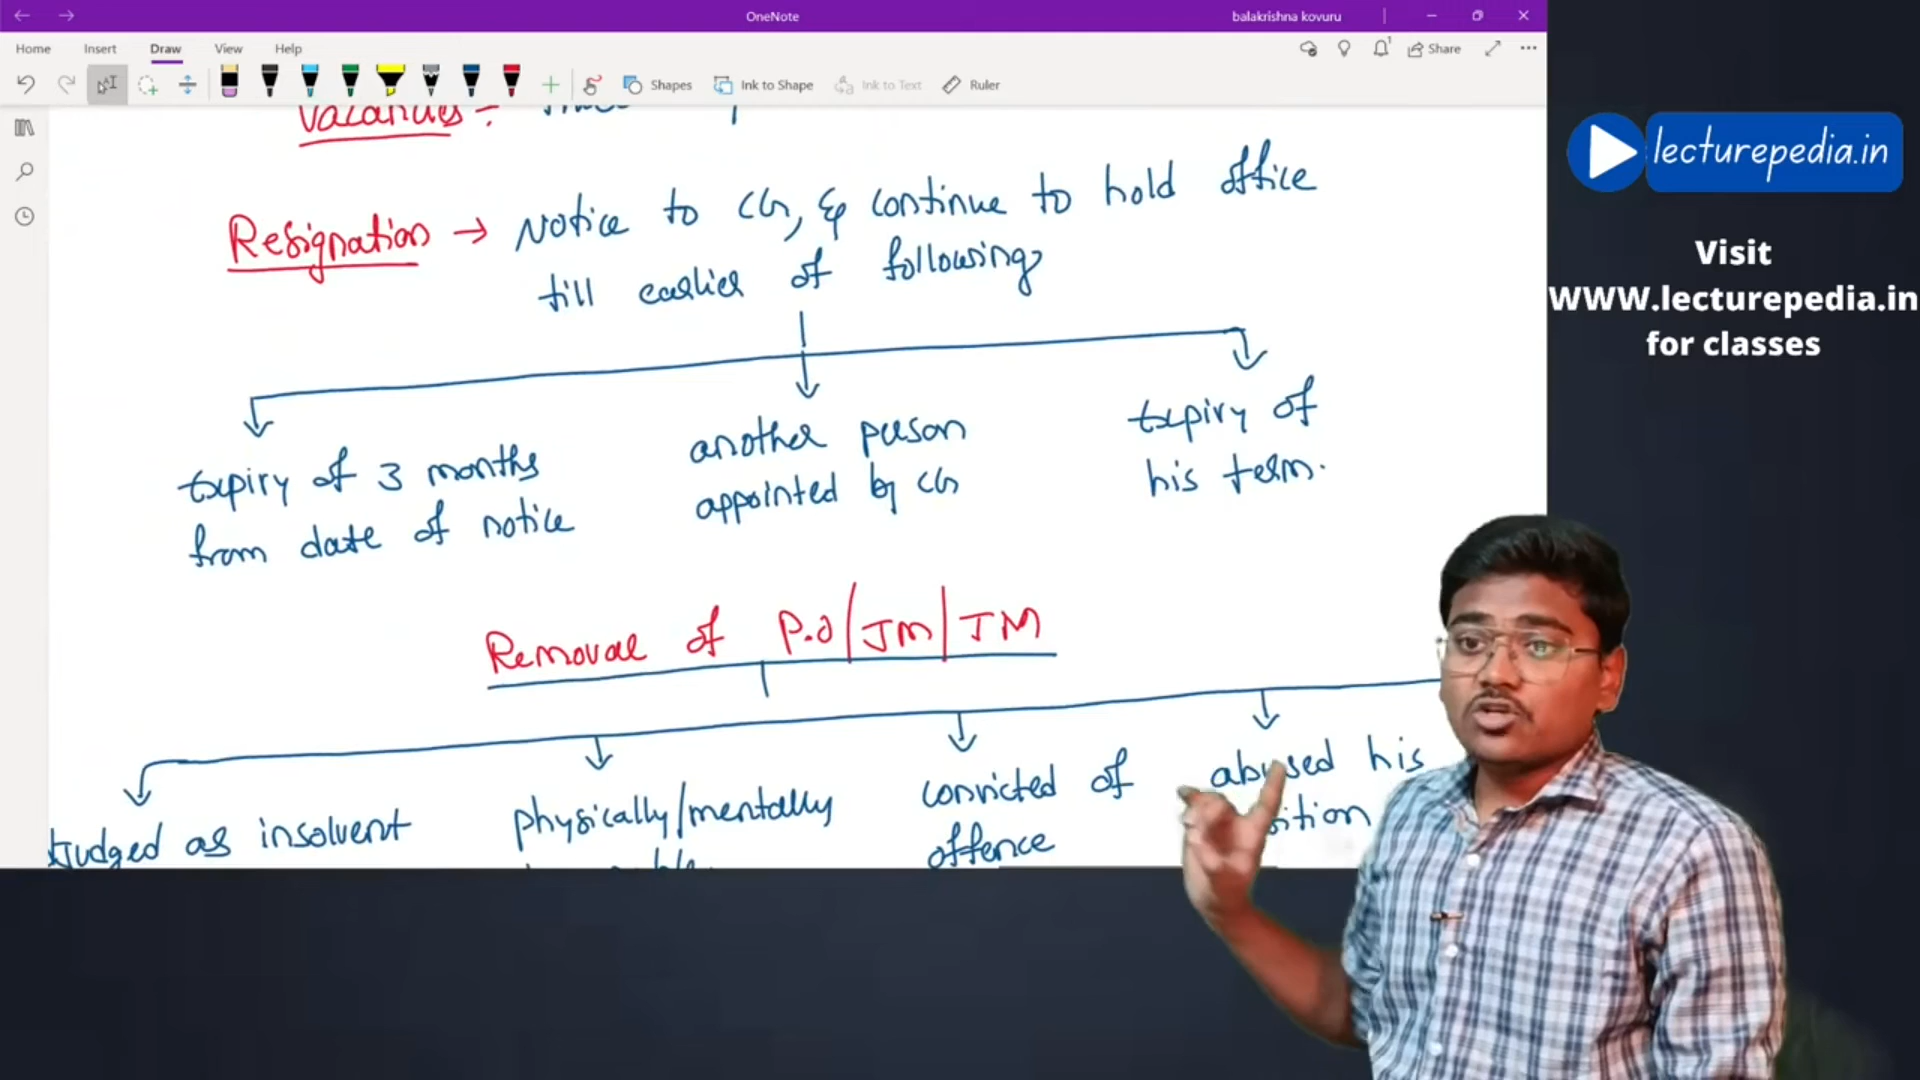 OneNote
balakrishna kovuru
Home Insert Draw View Help
Share
Shapes Ink to Shape Ink to Text Ruler
lecturepedia.in
Visit
WWW.lecturepedia.in
for classes
Vacancies :-
Resignation → Notice to CG, & continue to hold office
till earlier of following
Expiry of 3 months
from date of notice
another person
appointed by CG
Expiry of
his term.
Removal of P.O/JM/TM
judged as insolvent
physically/mentally
convicted of
offence
abused his